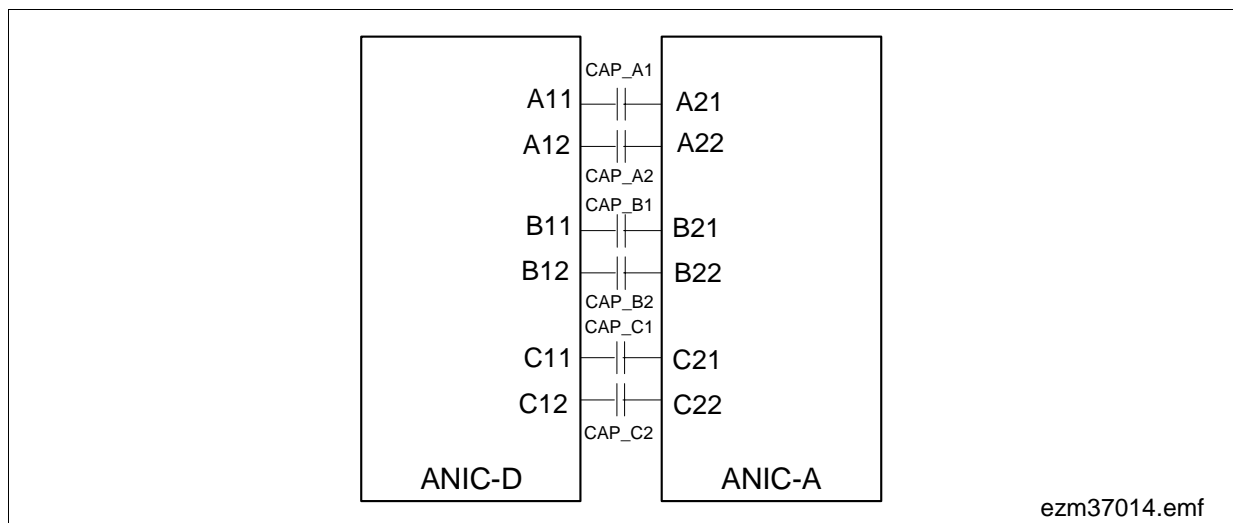 CAP_A1
A11 A21
A12 A22
CAP_A2
CAP_B1
B11 B21
B12 B22
CAP_B2
CAP_C1
C11 C21
C12 C22
CAP_C2
ANIC-D ANIC-A
ezm37014.emf